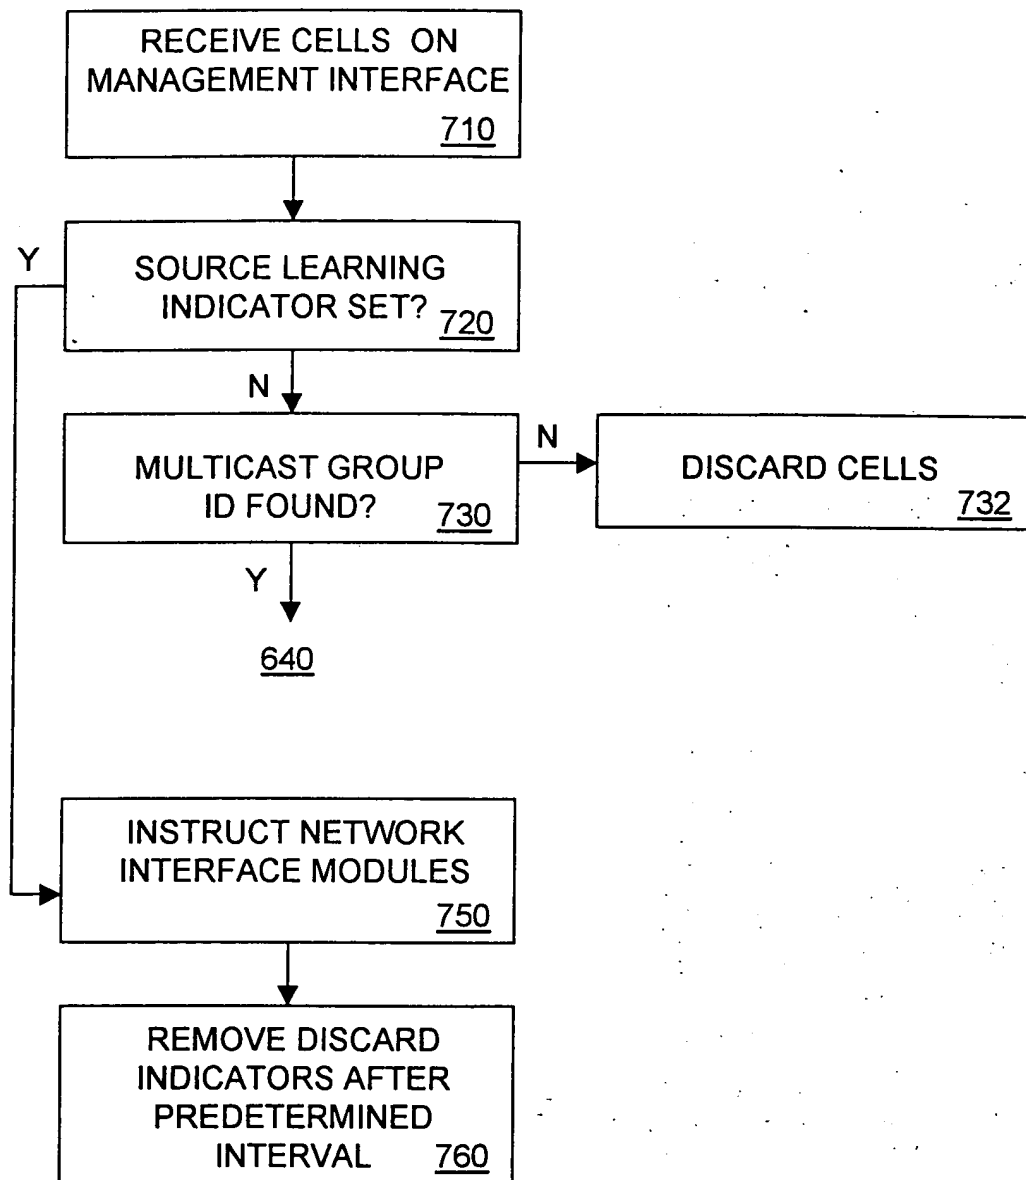 RECEIVE CELLS ON
MANAGEMENT INTERFACE
710
Y
SOURCE LEARNING
INDICATOR SET?
720
N
MULTICAST GROUP
ID FOUND?
730
N
DISCARD CELLS
732
Y
640
INSTRUCT NETWORK
INTERFACE MODULES
750
REMOVE DISCARD
INDICATORS AFTER
PREDETERMINED
INTERVAL
760